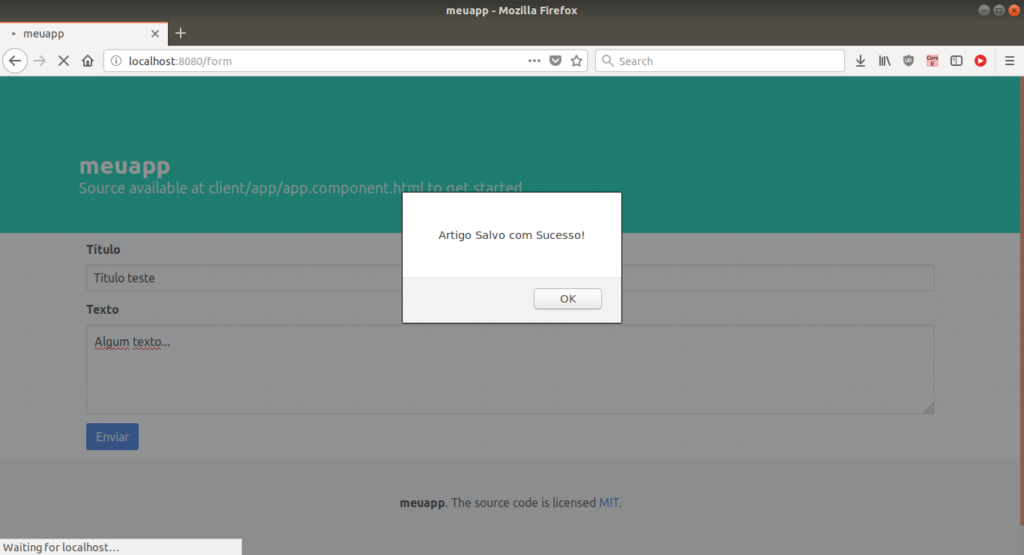 meuapp - Mozilla Firefox
meuapp
localhost:8080/form
Search
meuapp
Source available at client/app/app.component.html to get started
Artigo Salvo com Sucesso!
OK
Título
Título teste
Texto
Algum texto...
Enviar
meuapp. The source code is licensed MIT.
Waiting for localhost...